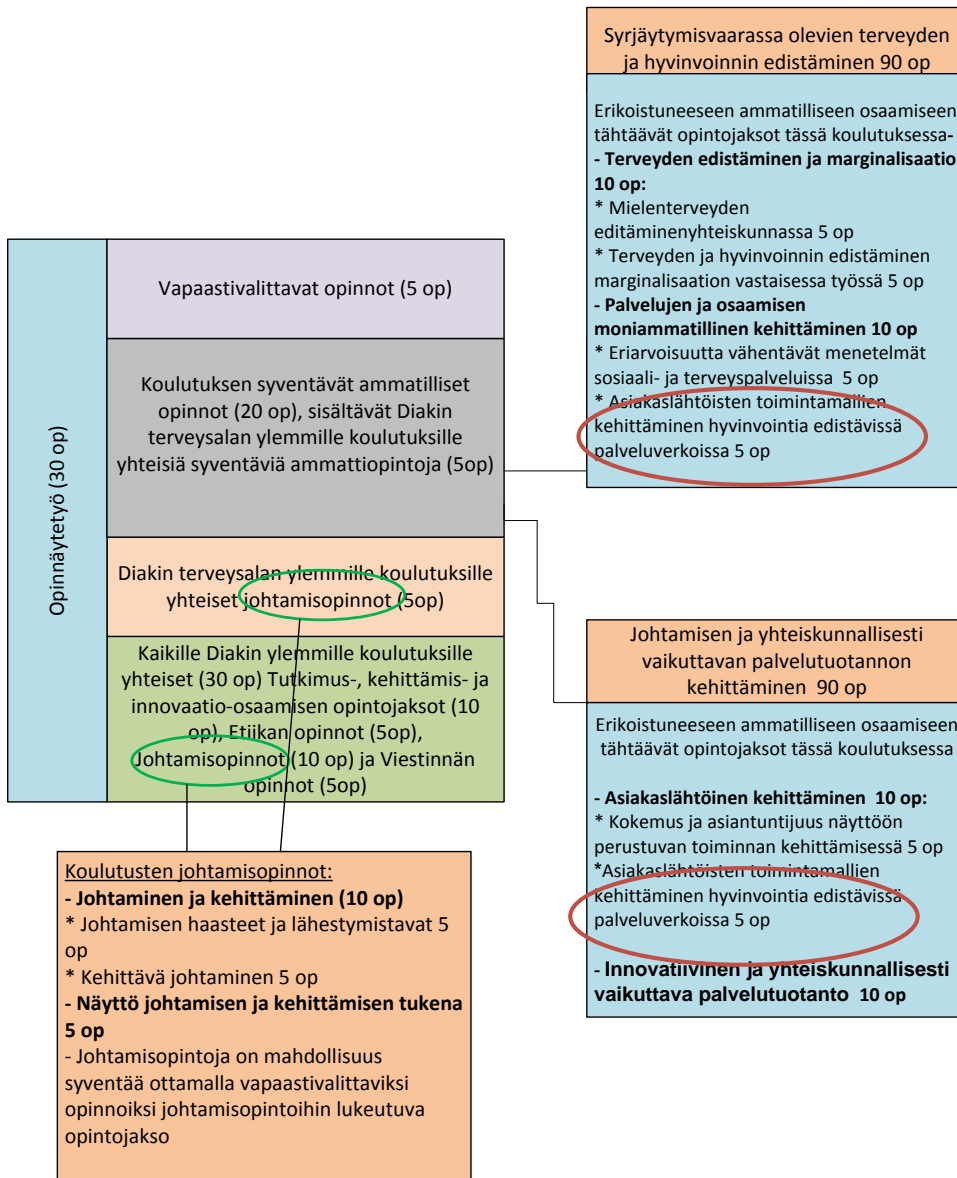 Syrjäytymisvaarassa olevien terveyden
ja hyvinvoinnin edistäminen 90 op
Erikoistuneeseen ammatilliseen osaamiseen
tähtäävät opintojaksot tässä koulutuksessa-
- Terveyden edistäminen ja marginalisaatio
10 op:
* Mielenterveyden
editäminenyhteiskunnassa 5 op
* Terveyden ja hyvinvoinnin edistäminen
marginalisaation vastaisessa työssä 5 op
- Palvelujen ja osaamisen
moniammatillinen kehittäminen 10 op
* Eriarvoisuutta vähentävät menetelmät
sosiaali- ja terveyspalveluissa 5 op
* Asiakaslähtöisten toimintamallien
kehittäminen hyvinvointia edistävissä
palveluverkoissa 5 op
Opinnäytetyö (30 op)
Vapaastivalittavat opinnot (5 op)
Koulutuksen syventävät ammatilliset
opinnot (20 op), sisältävät Diakin
terveysalan ylemmille koulutuksille
yhteisiä syventäviä ammattiopintoja (5op)
Diakin terveysalan ylemmille koulutuksille
yhteiset johtamisopinnot (5op)
Kaikille Diakin ylemmille koulutuksille
yhteiset (30 op) Tutkimus-, kehittämis- ja
innovaatio-osaamisen opintojaksot (10
op), Etiikan opinnot (5op),
Johtamisopinnot (10 op) ja Viestinnän
opinnot (5op)
Johtamisen ja yhteiskunnallisesti
vaikuttavan palvelutuotannon
kehittäminen 90 op
Erikoistuneeseen ammatilliseen osaamiseen
tähtäävät opintojaksot tässä koulutuksessa
- Asiakaslähtöinen kehittäminen 10 op:
* Kokemus ja asiantuntijuus näyttöön
perustuvan toiminnan kehittämisessä 5 op
*Asiakaslähtöisten toimintamallien
kehittäminen hyvinvointia edistävissä
palveluverkoissa 5 op
- Innovatiivinen ja yhteiskunnallisesti
vaikuttava palvelutuotanto 10 op
Koulutusten johtamisopinnot:
- Johtaminen ja kehittäminen (10 op)
* Johtamisen haasteet ja lähestymistavat 5
op
* Kehittävä johtaminen 5 op
- Näyttö johtamisen ja kehittämisen tukena
5 op
- Johtamisopintoja on mahdollisuus
syventää ottamalla vapaastivalittaviksi
opinnoiksi johtamisopintoihin lukeutuva
opintojakso